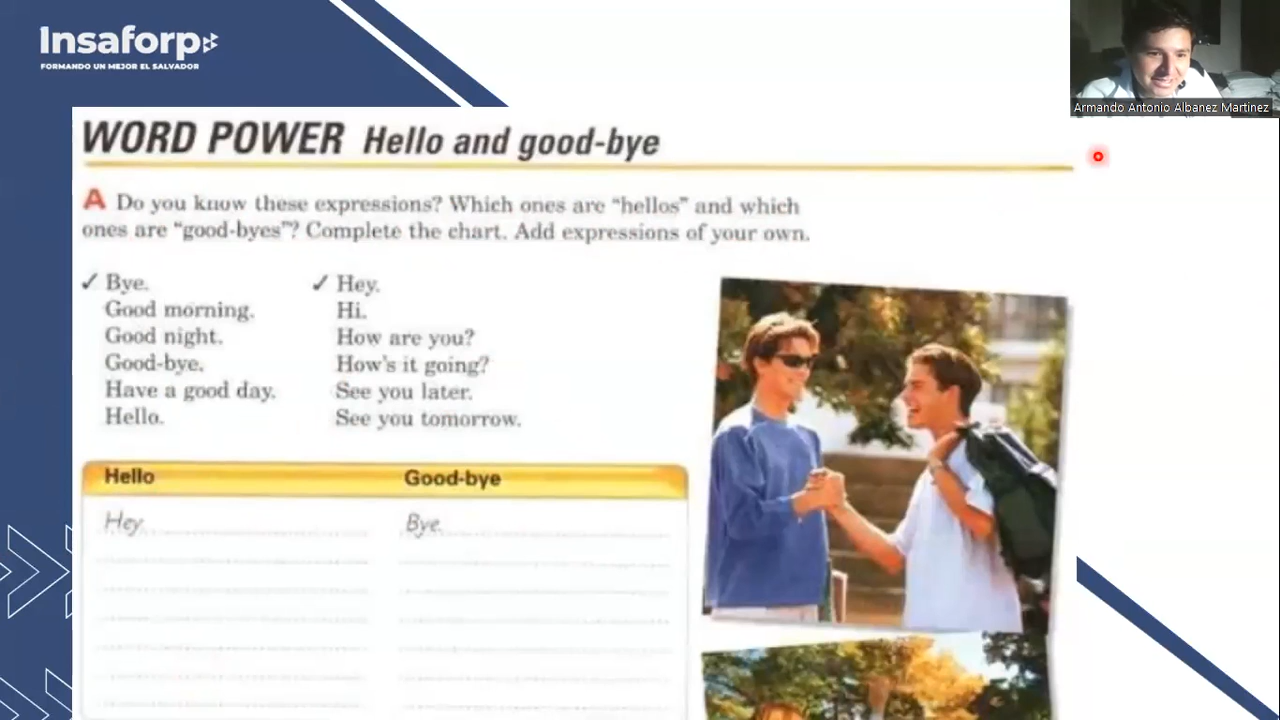 Insaforp
FORMANDO UN MEJOR EL SALVADOR
Armando Antonio Albanez Martinez
WORD POWER Hello and good-bye
A Do you know these expressions? Which ones are “hellos” and which
ones are “good-byes”? Complete the chart. Add expressions of your own.
✓ Bye.
Good morning.
Good night.
Good-bye.
Have a good day.
Hello.
✓ Hey.
Hi.
How are you?
How's it going?
See you later.
See you tomorrow.
Hello Good-bye
Hey. Bye.